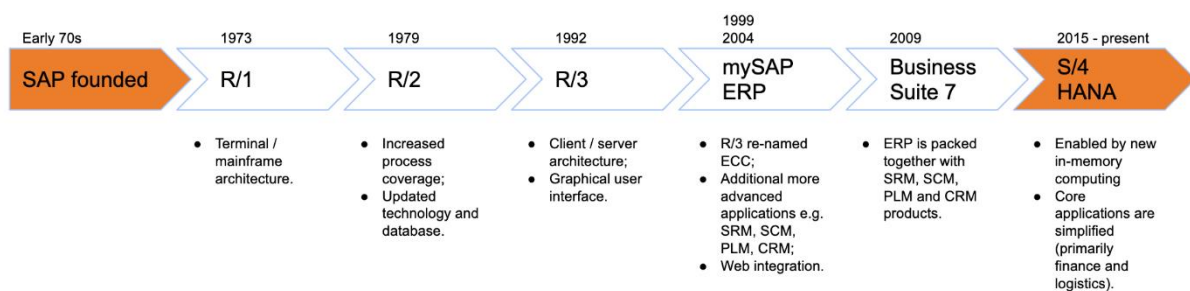 Early 70s
SAP founded
1973
R/1
● Terminal /
mainframe
architecture.
1979
R/2
● Increased
process
coverage;
● Updated
technology and
database.
1992
R/3
● Client / server
architecture;
● Graphical user
interface.
1999
2004
mySAP
ERP
● R/3 re-named
ECC;
● Additional more
advanced
applications e.g.
SRM, SCM,
PLM, CRM;
● Web integration.
2009
Business
Suite 7
● ERP is packed
together with
SRM, SCM,
PLM and CRM
products.
2015 - present
S/4
HANA
● Enabled by new
in-memory
computing
● Core
applications are
simplified
(primarily
finance and
logistics).